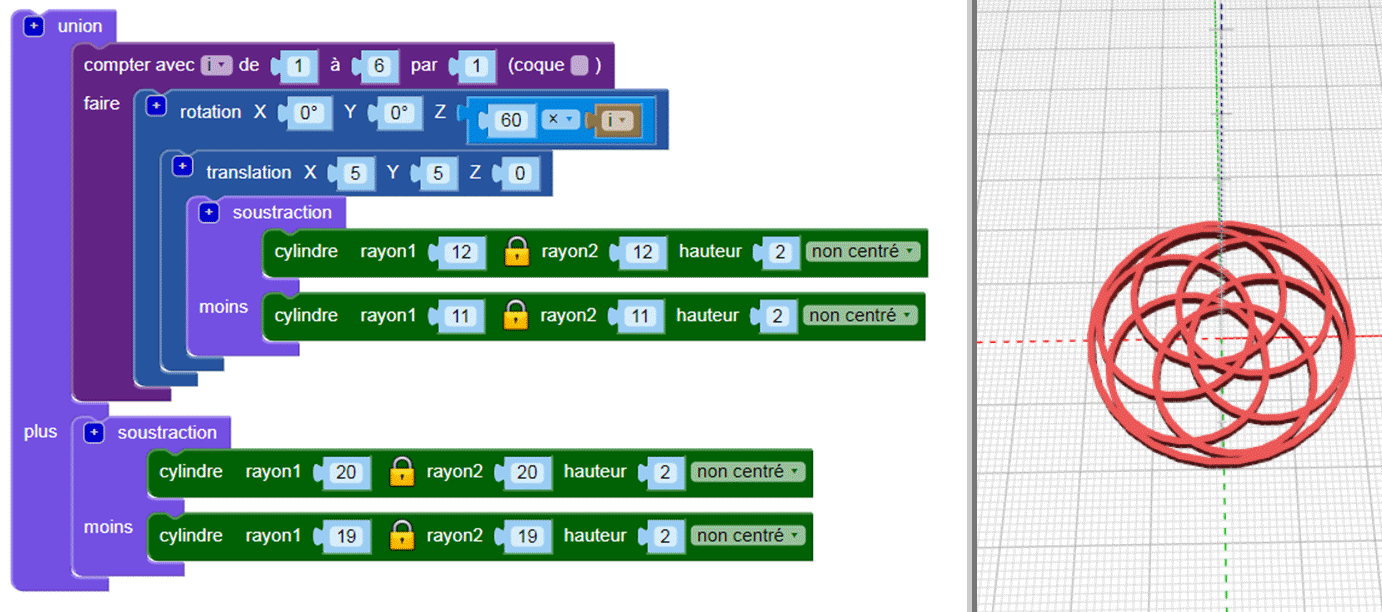 + union
compter avec i de 1 à 6 par 1 (coque )
faire + rotation X 0° Y 0° Z 60 × i
+ translation X 5 Y 5 Z 0
+ soustraction
cylindre rayon1 12 rayon2 12 hauteur 2 non centré
moins cylindre rayon1 11 rayon2 11 hauteur 2 non centré
plus + soustraction
cylindre rayon1 20 rayon2 20 hauteur 2 non centré
moins cylindre rayon1 19 rayon2 19 hauteur 2 non centré